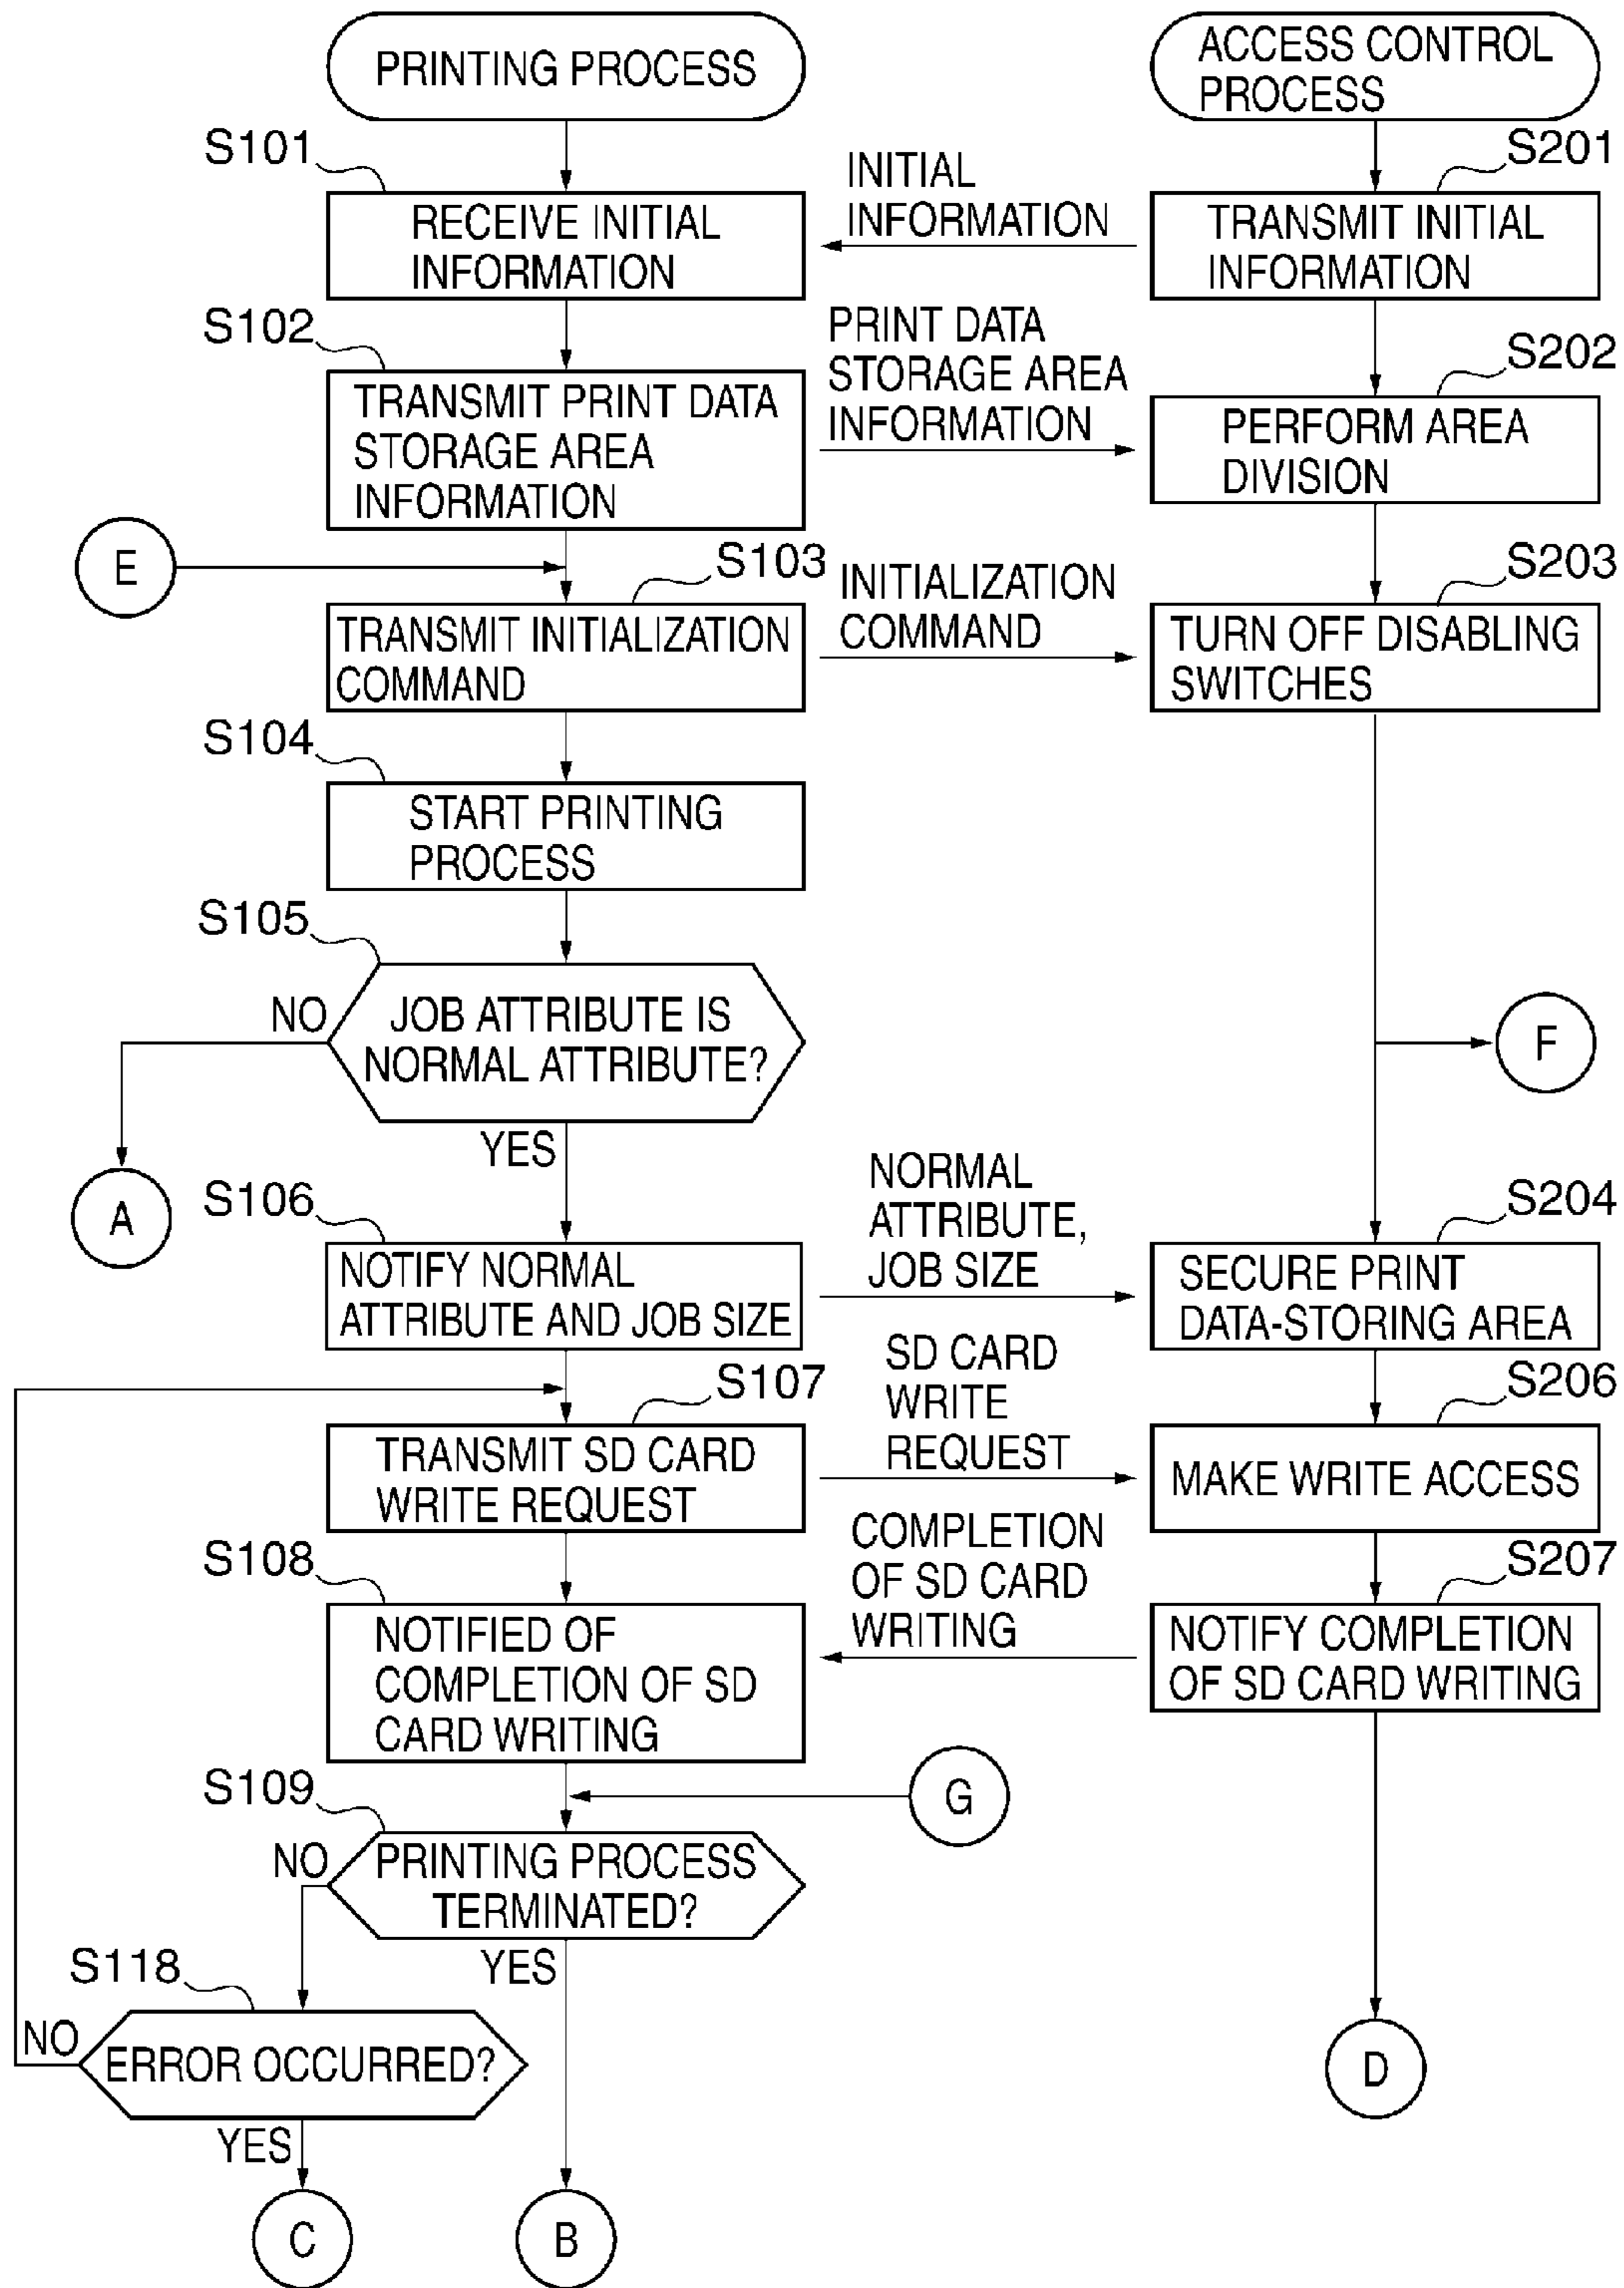 PRINTING PROCESS
ACCESS CONTROL
PROCESS
S101
INITIAL
INFORMATION
S201
RECEIVE INITIAL
INFORMATION
TRANSMIT INITIAL
INFORMATION
S102
PRINT DATA
STORAGE AREA
INFORMATION
S202
TRANSMIT PRINT DATA
STORAGE AREA
INFORMATION
PERFORM AREA
DIVISION
E
S103
INITIALIZATION
COMMAND
S203
TRANSMIT INITIALIZATION
COMMAND
TURN OFF DISABLING
SWITCHES
S104
START PRINTING
PROCESS
S105
NO
JOB ATTRIBUTE IS
NORMAL ATTRIBUTE?
F
YES
A
S106
NORMAL
ATTRIBUTE,
JOB SIZE
S204
NOTIFY NORMAL
ATTRIBUTE AND JOB SIZE
SECURE PRINT
DATA-STORING AREA
S107
SD CARD
WRITE
REQUEST
S206
TRANSMIT SD CARD
WRITE REQUEST
MAKE WRITE ACCESS
S108
COMPLETION
OF SD CARD
WRITING
S207
NOTIFIED OF
COMPLETION OF SD
CARD WRITING
NOTIFY COMPLETION
OF SD CARD WRITING
S109
G
NO
PRINTING PROCESS
TERMINATED?
S118
YES
NO
ERROR OCCURRED?
D
YES
C
B